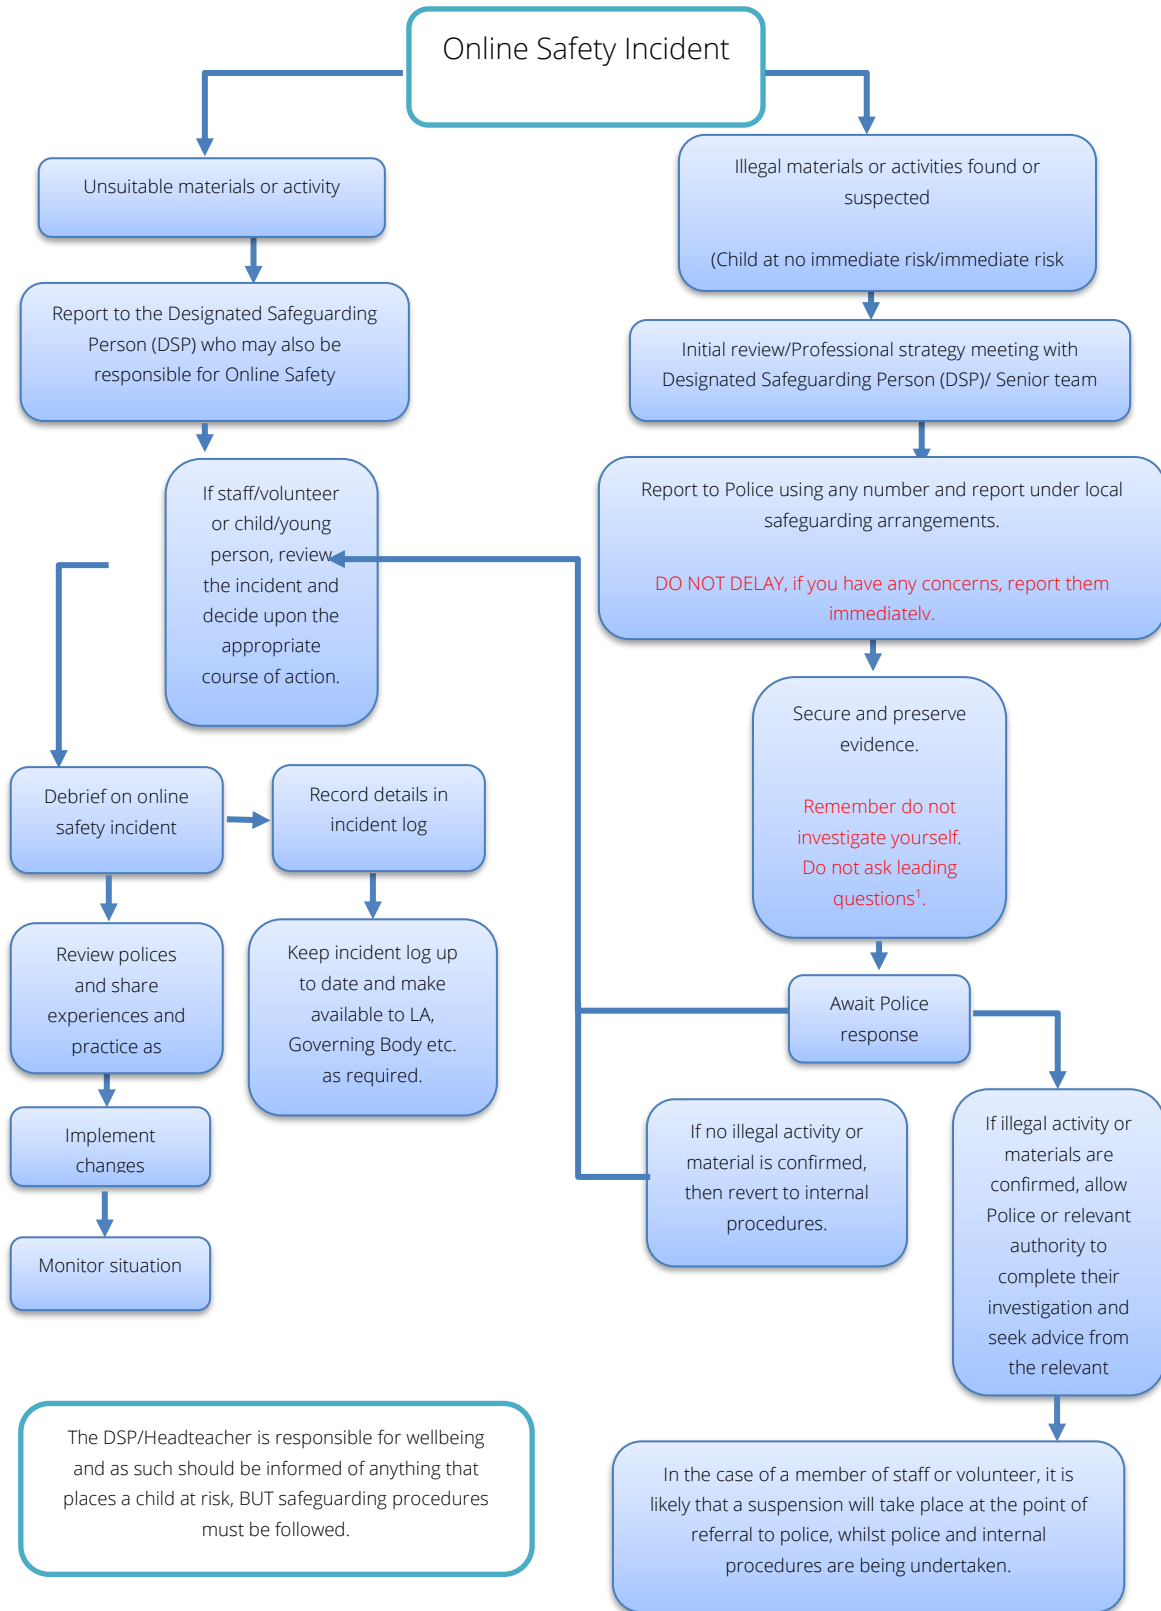 Online Safety Incident
Unsuitable materials or activity
Report to the Designated Safeguarding
Person (DSP) who may also be
responsible for Online Safety
If staff/volunteer
or child/young
person, review
the incident and
decide upon the
appropriate
course of action.
Debrief on online
safety incident
Record details in
incident log
Review polices
and share
experiences and
practice as
Keep incident log up
to date and make
available to LA,
Governing Body etc.
as required.
Implement
changes
Monitor situation
Illegal materials or activities found or
suspected
(Child at no immediate risk/immediate risk
Initial review/Professional strategy meeting with
Designated Safeguarding Person (DSP)/ Senior team
Report to Police using any number and report under local
safeguarding arrangements.
DO NOT DELAY, if you have any concerns, report them
immediately.
Secure and preserve
evidence.
Remember do not
investigate yourself.
Do not ask leading
questions¹.
Await Police
response
If no illegal activity or
material is confirmed,
then revert to internal
procedures.
If illegal activity or
materials are
confirmed, allow
Police or relevant
authority to
complete their
investigation and
seek advice from
the relevant
In the case of a member of staff or volunteer, it is
likely that a suspension will take place at the point of
referral to police, whilst police and internal
procedures are being undertaken.
The DSP/Headteacher is responsible for wellbeing
and as such should be informed of anything that
places a child at risk, BUT safeguarding procedures
must be followed.